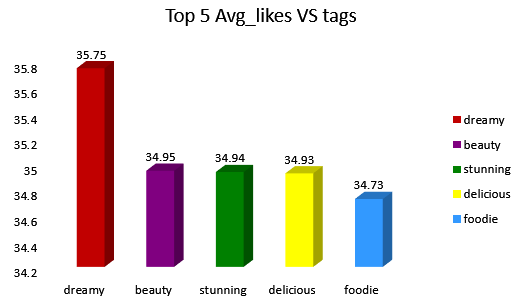 Top 5 Avg_likes VS tags
35.8
35.6
35.4
35.2
35
34.8
34.6
34.4
34.2
35.75
34.95
34.94
34.93
34.73
dreamy
beauty
stunning
delicious
foodie
dreamy
beauty
stunning
delicious
foodie